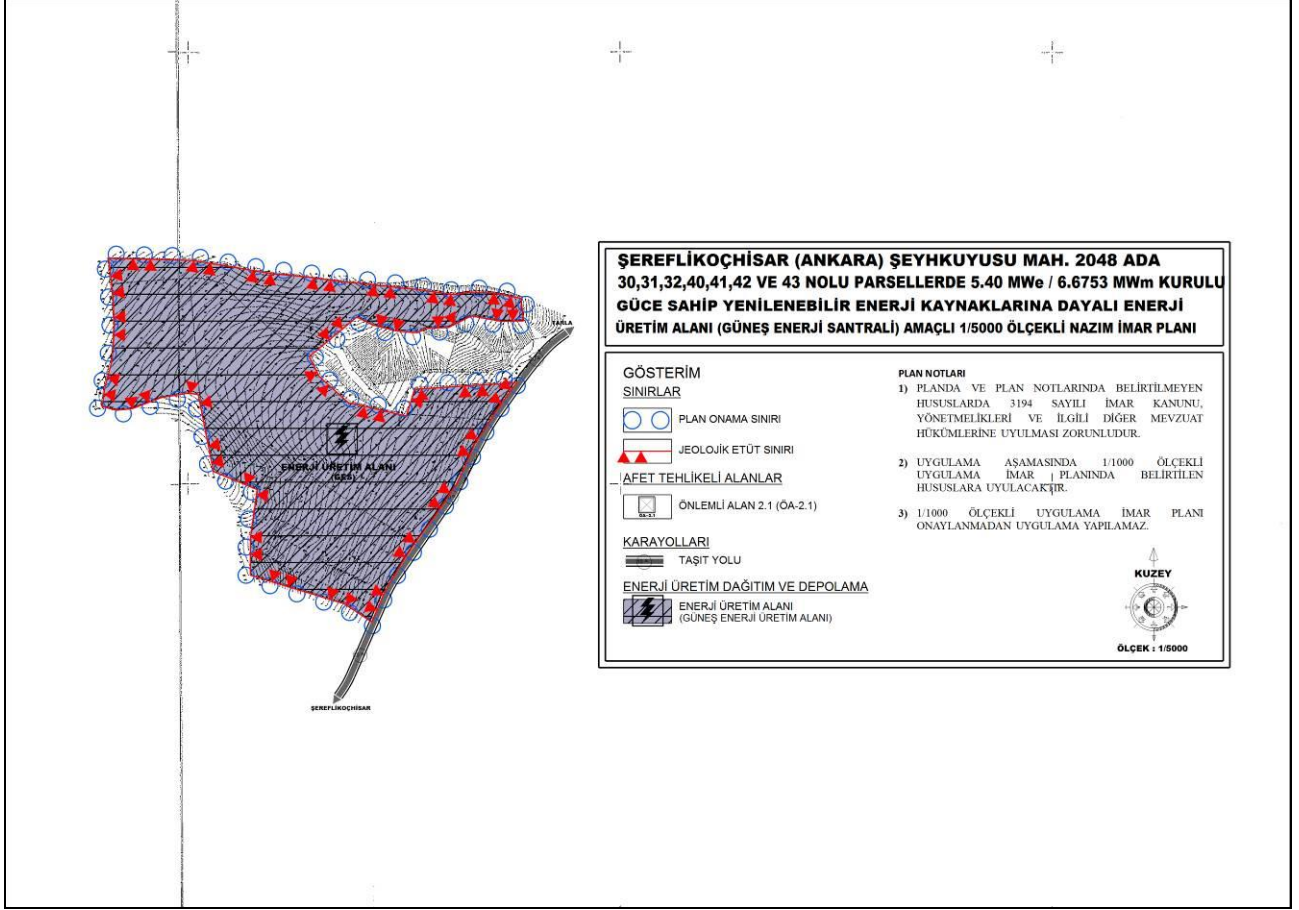 ŞEREFLİKOÇHİSAR (ANKARA) ŞEYHKUYUSU MAH. 2048 ADA
30,31,32,40,41,42 VE 43 NOLU PARSELLERDE 5.40 MWe / 6.6753 MWm KURULU
GÜCE SAHİP YENİLENEBİLİR ENERJİ KAYNAKLARINA DAYALI ENERJİ
ÜRETİM ALANI (GÜNEŞ ENERJİ SANTRALİ) AMAÇLI 1/5000 ÖLÇEKLİ NAZIM İMAR PLANI
GÖSTERİM
SINIRLAR
PLAN ONAMA SINIRI
JEOLOJİK ETÜT SINIRI
AFET TEHLİKELİ ALANLAR
ÖA-2.1
ÖNLEMLİ ALAN 2.1 (ÖA-2.1)
KARAYOLLARI
TAŞIT YOLU
ENERJİ ÜRETİM DAĞITIM VE DEPOLAMA
ENERJİ ÜRETİM ALANI
(GÜNEŞ ENERJİ ÜRETİM ALANI)
PLAN NOTLARI
1) PLANDA VE PLAN NOTLARINDA BELİRTİLMEYEN
HUSUSLARDA 3194 SAYILI İMAR KANUNU,
YÖNETMELİKLERİ VE İLGİLİ DİĞER MEVZUAT
HÜKÜMLERİNE UYULMASI ZORUNLUDUR.
2) UYGULAMA AŞAMASINDA 1/1000 ÖLÇEKLİ
UYGULAMA İMAR PLANINDA BELİRTİLEN
HUSUSLARA UYULACAKTIR.
3) 1/1000 ÖLÇEKLİ UYGULAMA İMAR PLANI
ONAYLANMADAN UYGULAMA YAPILAMAZ.
KUZEY
ÖLÇEK : 1/5000
ENERJİ ÜRETİM ALANI
(GES)
ŞEREFLİKOÇHİSAR